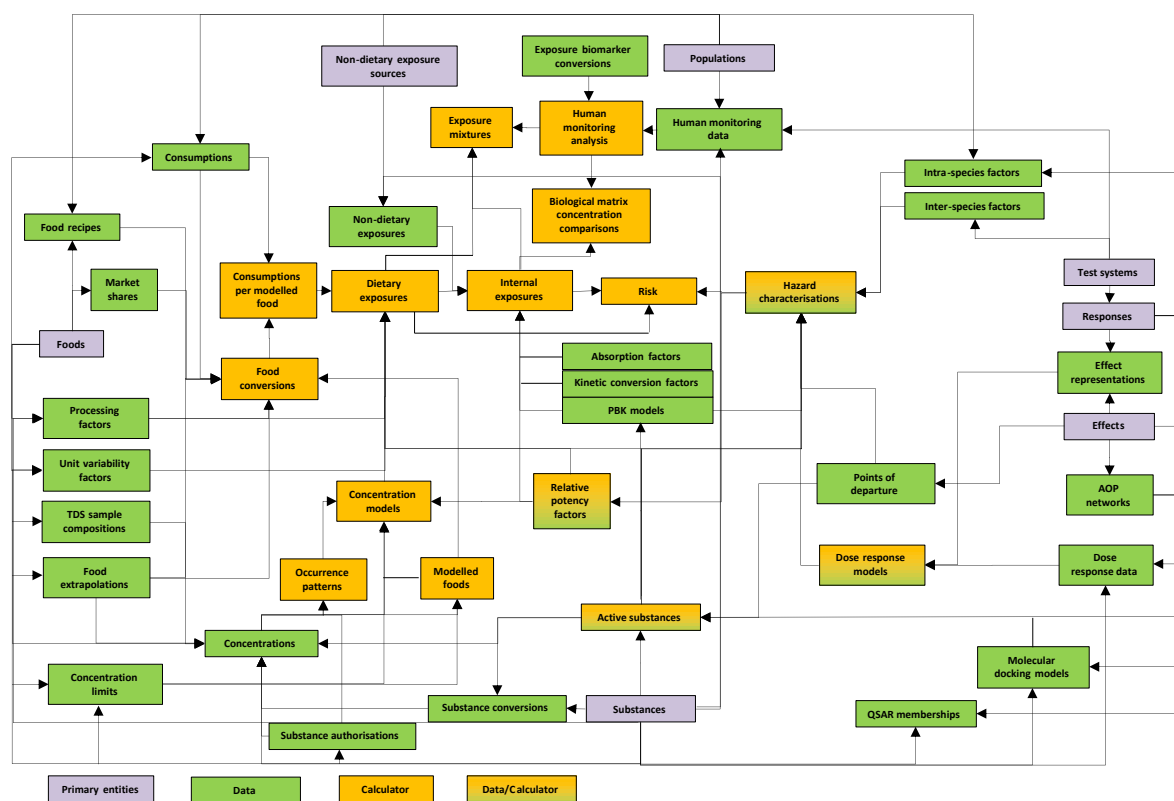 Non-dietary exposure
sources
Exposure biomarker
conversions
Populations
Exposure
mixtures
Human
monitoring
analysis
Human monitoring
data
Consumptions
Intra-species factors
Inter-species factors
Biological matrix
concentration
comparisons
Food recipes
Non-dietary
exposures
Market
shares
Consumptions
per modelled
food
Dietary
exposures
Internal
exposures
Risk
Hazard
characterisations
Test systems
Responses
Foods
Food
conversions
Absorption factors
Kinetic conversion factors
PBK models
Effect
representations
Effects
Processing
factors
Unit variability
factors
Concentration
models
Relative
potency
factors
Points of
departure
AOP
networks
TDS sample
compositions
Food
extrapolations
Occurrence
patterns
Modelled
foods
Dose response
models
Dose
response data
Concentrations
Active substances
Molecular
docking models
Concentration
limits
Substance conversions
Substances
QSAR memberships
Substance authorisations
Primary entities
Data
Calculator
Data/Calculator